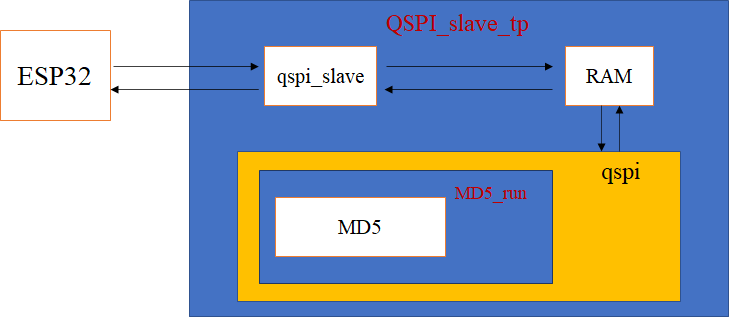 QSPI_slave_tp
ESP32
qspi_slave
RAM
qspi
MD5_run
MD5